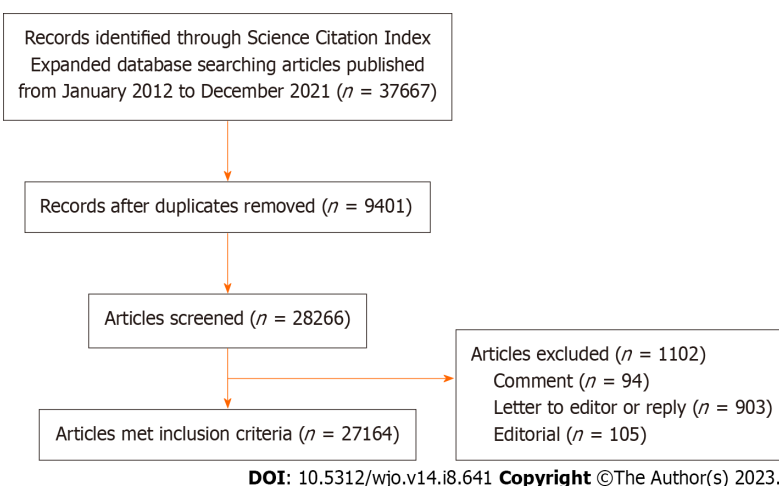 Records identified through Science Citation Index
Expanded database searching articles published
from January 2012 to December 2021 (n = 37667)
Records after duplicates removed (n = 9401)
Articles screened (n = 28266)
Articles excluded (n = 1102)
Comment (n = 94)
Letter to editor or reply (n = 903)
Editorial (n = 105)
Articles met inclusion criteria (n = 27164)
DOI: 10.5312/wjo.v14.i8.641 Copyright ©The Author(s) 2023.